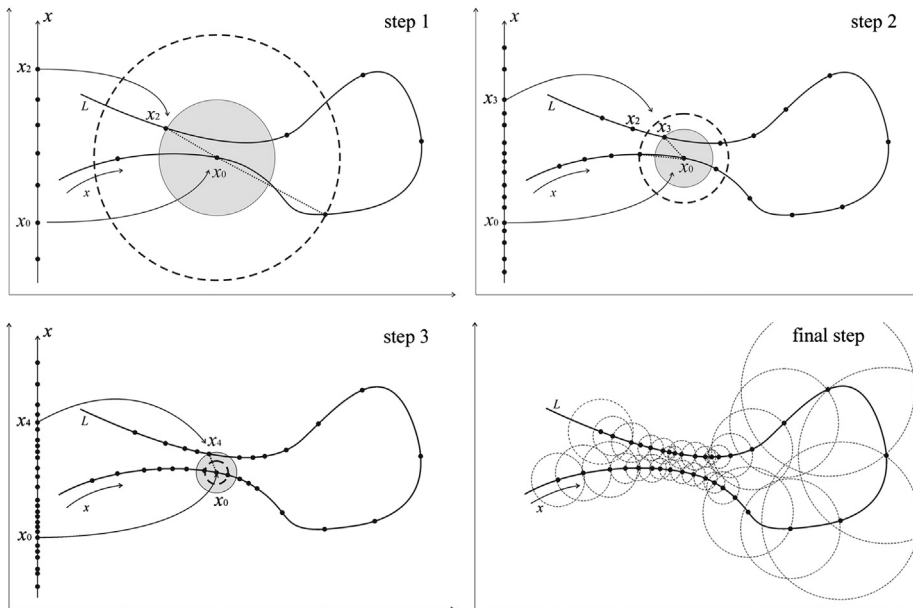 step 1
x
x₂
L
x₂
x₀
x
x₀
step 2
x
x₃
L
x₂
x₃
x₀
x
x₀
step 3
x
x₄
L
x₄
x₀
x
x₀
final step
L
x